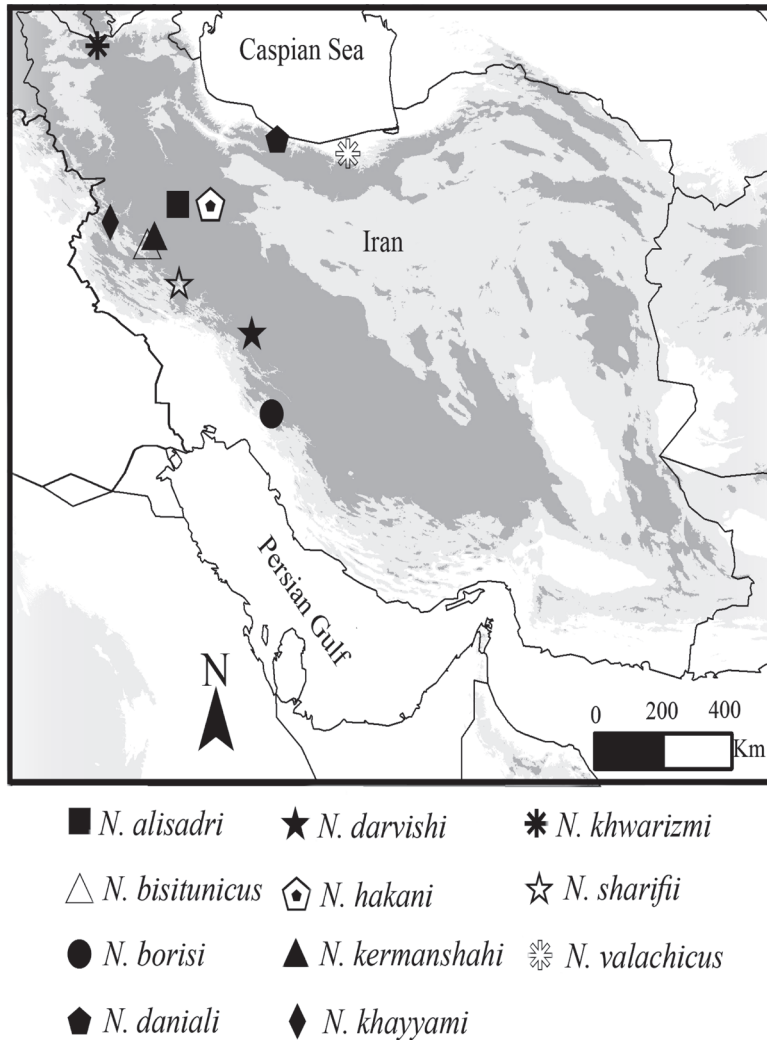 Caspian Sea
Iran
Persian Gulf
N
0 200 400
Km
N. alisadri
N. darvishi
N. khwarizmi
N. bisitunicus
N. hakani
N. sharifii
N. borisi
N. kermanshahi
N. valachicus
N. daniali
N. khayyami